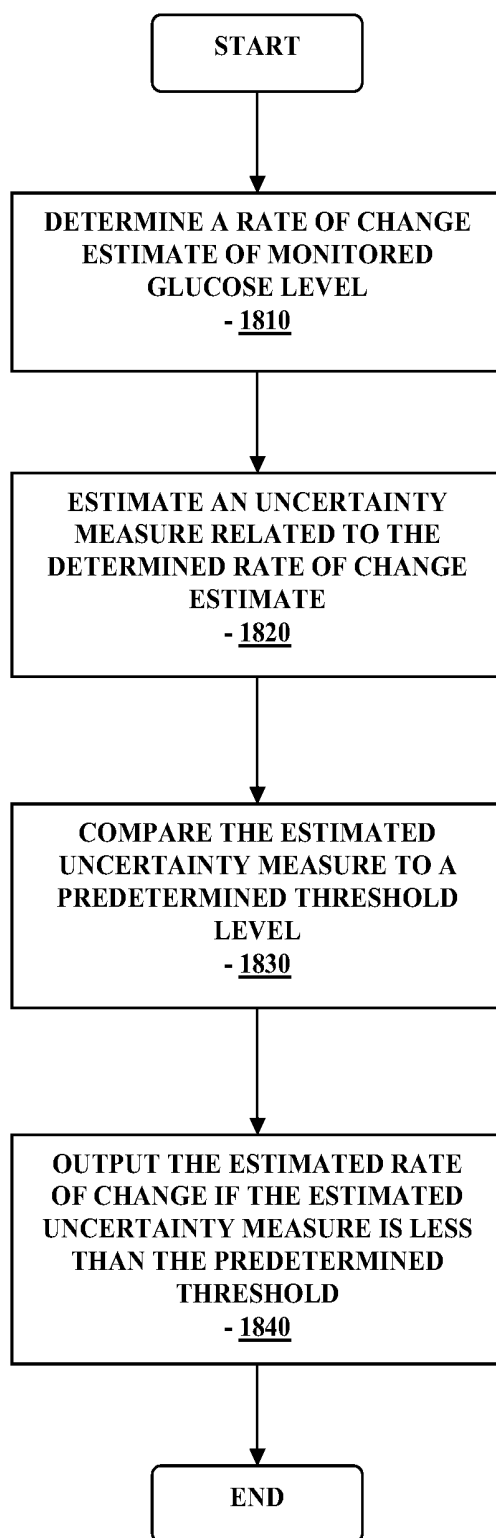 START
DETERMINE A RATE OF CHANGE
ESTIMATE OF MONITORED
GLUCOSE LEVEL
- 1810
ESTIMATE AN UNCERTAINTY
MEASURE RELATED TO THE
DETERMINED RATE OF CHANGE
ESTIMATE
- 1820
COMPARE THE ESTIMATED
UNCERTAINTY MEASURE TO A
PREDETERMINED THRESHOLD
LEVEL
- 1830
OUTPUT THE ESTIMATED RATE
OF CHANGE IF THE ESTIMATED
UNCERTAINTY MEASURE IS LESS
THAN THE PREDETERMINED
THRESHOLD
- 1840
END